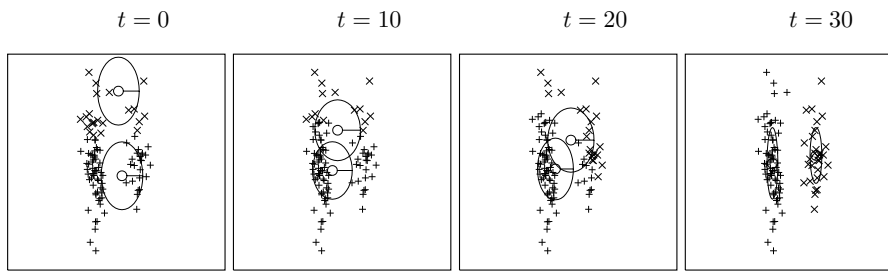 t = 0
t = 10
t = 20
t = 30